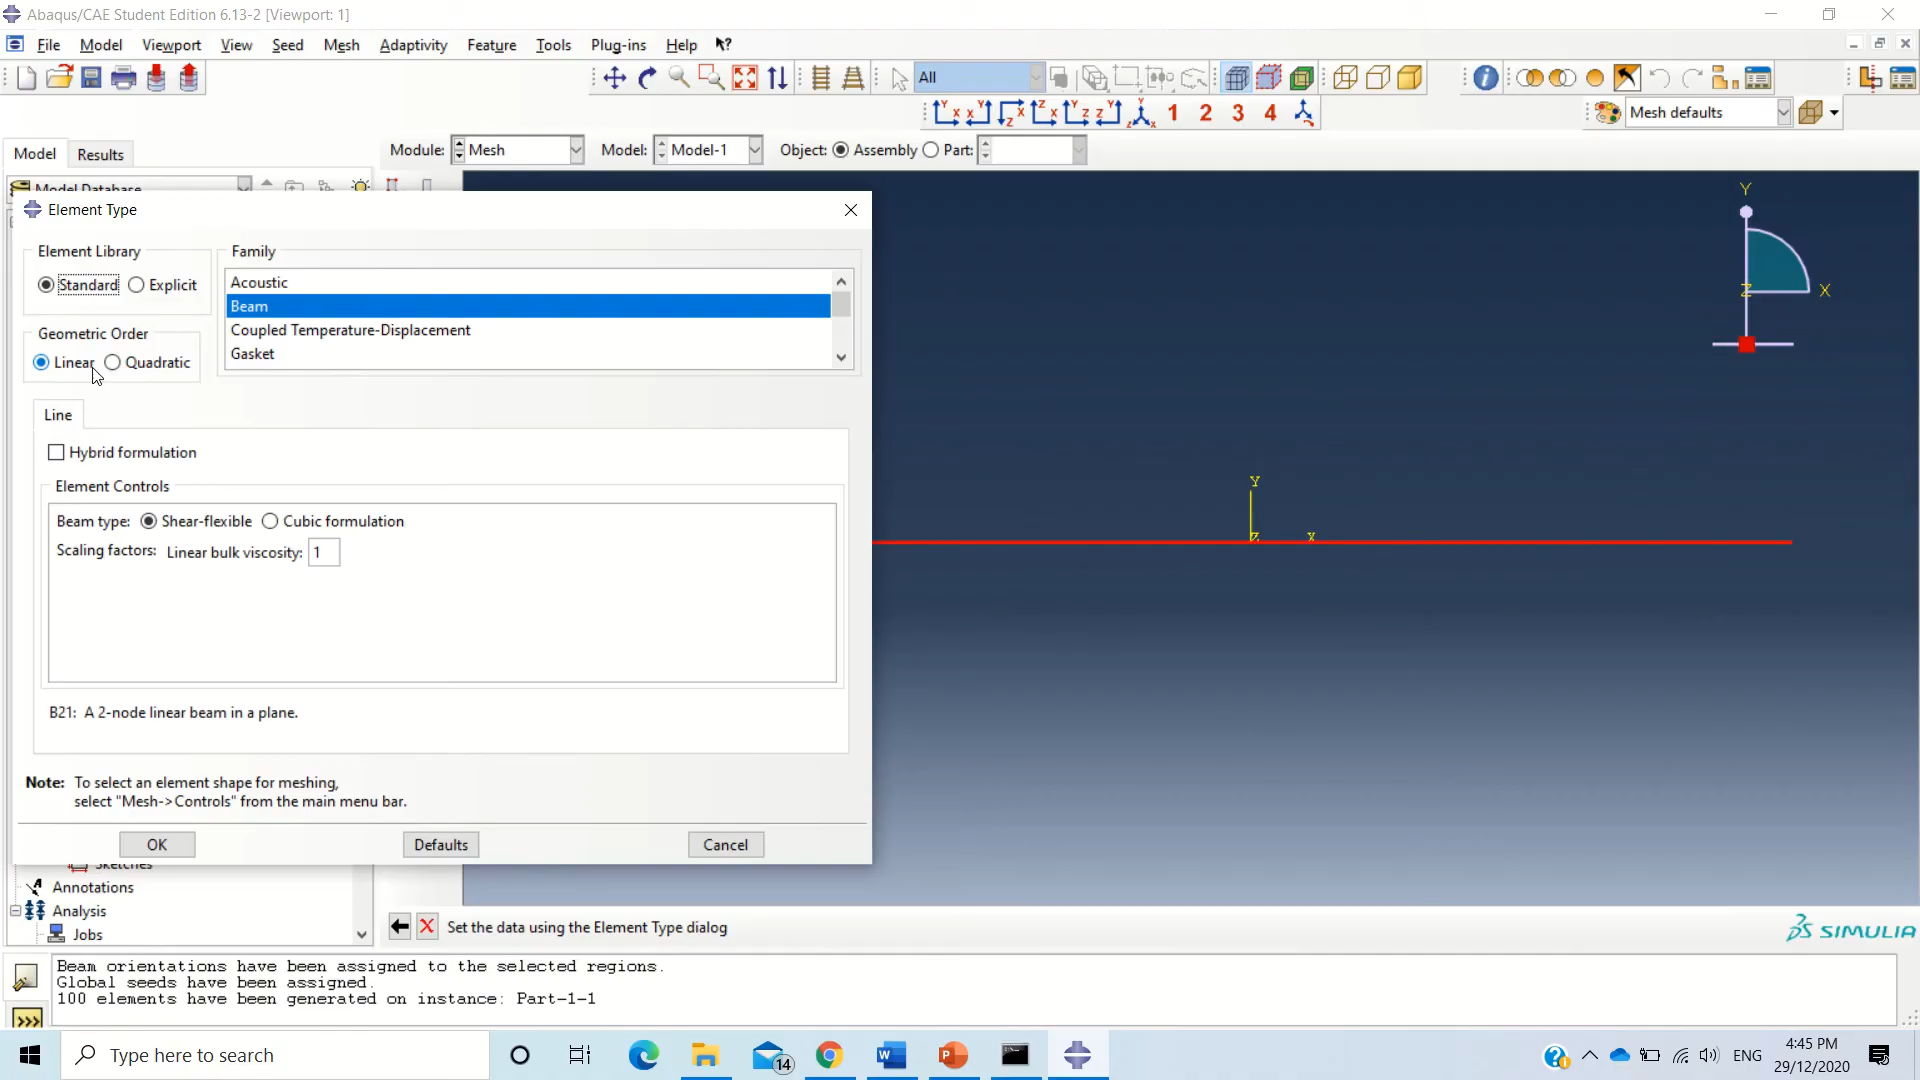 Abaqus/CAE Student Edition 6.13-2 [Viewport: 1]
File Model Viewport View Seed Mesh Adaptivity Feature Tools Plug-ins Help
All
1 2 3 4
Mesh defaults
Model Results
Module: Mesh Model: Model-1 Object: Assembly Part:
Model Database
Element Type
Element Library
Standard Explicit
Family
Acoustic
Beam
Coupled Temperature-Displacement
Gasket
Geometric Order
Linear Quadratic
Line
Hybrid formulation
Element Controls
Beam type: Shear-flexible Cubic formulation
Scaling factors: Linear bulk viscosity: 1
B21: A 2-node linear beam in a plane.
Note: To select an element shape for meshing,
select "Mesh->Controls" from the main menu bar.
OK Defaults Cancel
Y
Z X
Y
Z X
Sketches
Annotations
Analysis
Jobs
Set the data using the Element Type dialog
SIMULIA
Beam orientations have been assigned to the selected regions.
Global seeds have been assigned.
100 elements have been generated on instance: Part-1-1
>>>
Type here to search
14
ENG
4:45 PM
29/12/2020